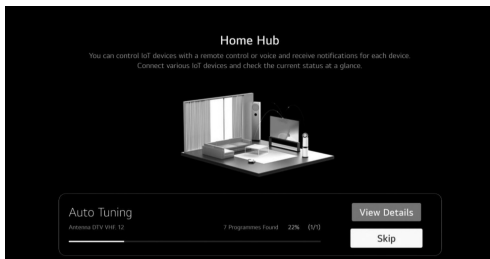 Home Hub
You can control IoT devices with a remote control or voice and receive notifications for each device.
Connect various IoT devices and check the current status at a glance.
Auto Tuning
Antenna DTV VHF. 12 7 Programmes Found 22% (1/1)
View Details
Skip